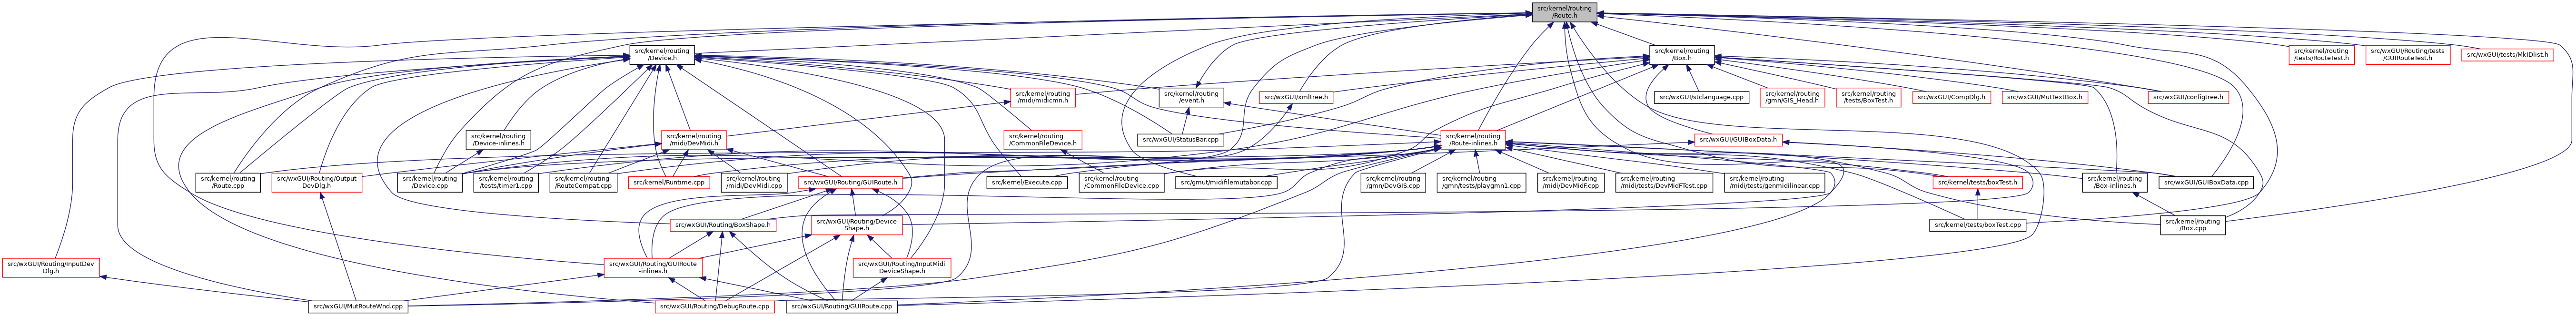 src/kernel/routing
/Route.h
src/kernel/routing
/Device.h
src/kernel/routing
/Box.h
src/kernel/routing
/tests/RouteTest.h
src/wxGUI/Routing/tests
/GUIRouteTest.h
src/wxGUI/tests/MkIDlist.h
src/kernel/routing
/midi/midicmn.h
src/kernel/routing
/event.h
src/wxGUI/xmltree.h
src/wxGUI/stclanguage.cpp
src/kernel/routing
/gmn/GIS_Head.h
src/kernel/routing
/tests/BoxTest.h
src/wxGUI/CompDlg.h
src/wxGUI/MutTextBox.h
src/wxGUI/configtree.h
src/kernel/routing
/Device-inlines.h
src/kernel/routing
/midi/DevMidi.h
src/kernel/routing
/CommonFileDevice.h
src/wxGUI/StatusBar.cpp
src/kernel/routing
/Route-inlines.h
src/wxGUI/GUIBoxData.h
src/kernel/routing
/Route.cpp
src/wxGUI/Routing/Output
DevDlg.h
src/kernel/routing
/Device.cpp
src/kernel/routing
/tests/timer1.cpp
src/kernel/routing
/RouteCompat.cpp
src/kernel/Runtime.cpp
src/kernel/routing
/midi/DevMidi.cpp
src/wxGUI/Routing/GUIRoute.h
src/kernel/Execute.cpp
src/kernel/routing
/CommonFileDevice.cpp
src/gmut/midifilemutabor.cpp
src/kernel/routing
/gmn/DevGIS.cpp
src/kernel/routing
/gmn/tests/playgmn1.cpp
src/kernel/routing
/midi/DevMidF.cpp
src/kernel/routing
/midi/tests/DevMidFTest.cpp
src/kernel/routing
/midi/tests/genmidilinear.cpp
src/kernel/tests/boxTest.h
src/kernel/routing
/Box-inlines.h
src/wxGUI/GUIBoxData.cpp
src/wxGUI/Routing/BoxShape.h
src/wxGUI/Routing/Device
Shape.h
src/kernel/tests/boxTest.cpp
src/kernel/routing
/Box.cpp
src/wxGUI/Routing/InputDev
Dlg.h
src/wxGUI/Routing/GUIRoute
-inlines.h
src/wxGUI/Routing/InputMidi
DeviceShape.h
src/wxGUI/MutRouteWnd.cpp
src/wxGUI/Routing/DebugRoute.cpp
src/wxGUI/Routing/GUIRoute.cpp